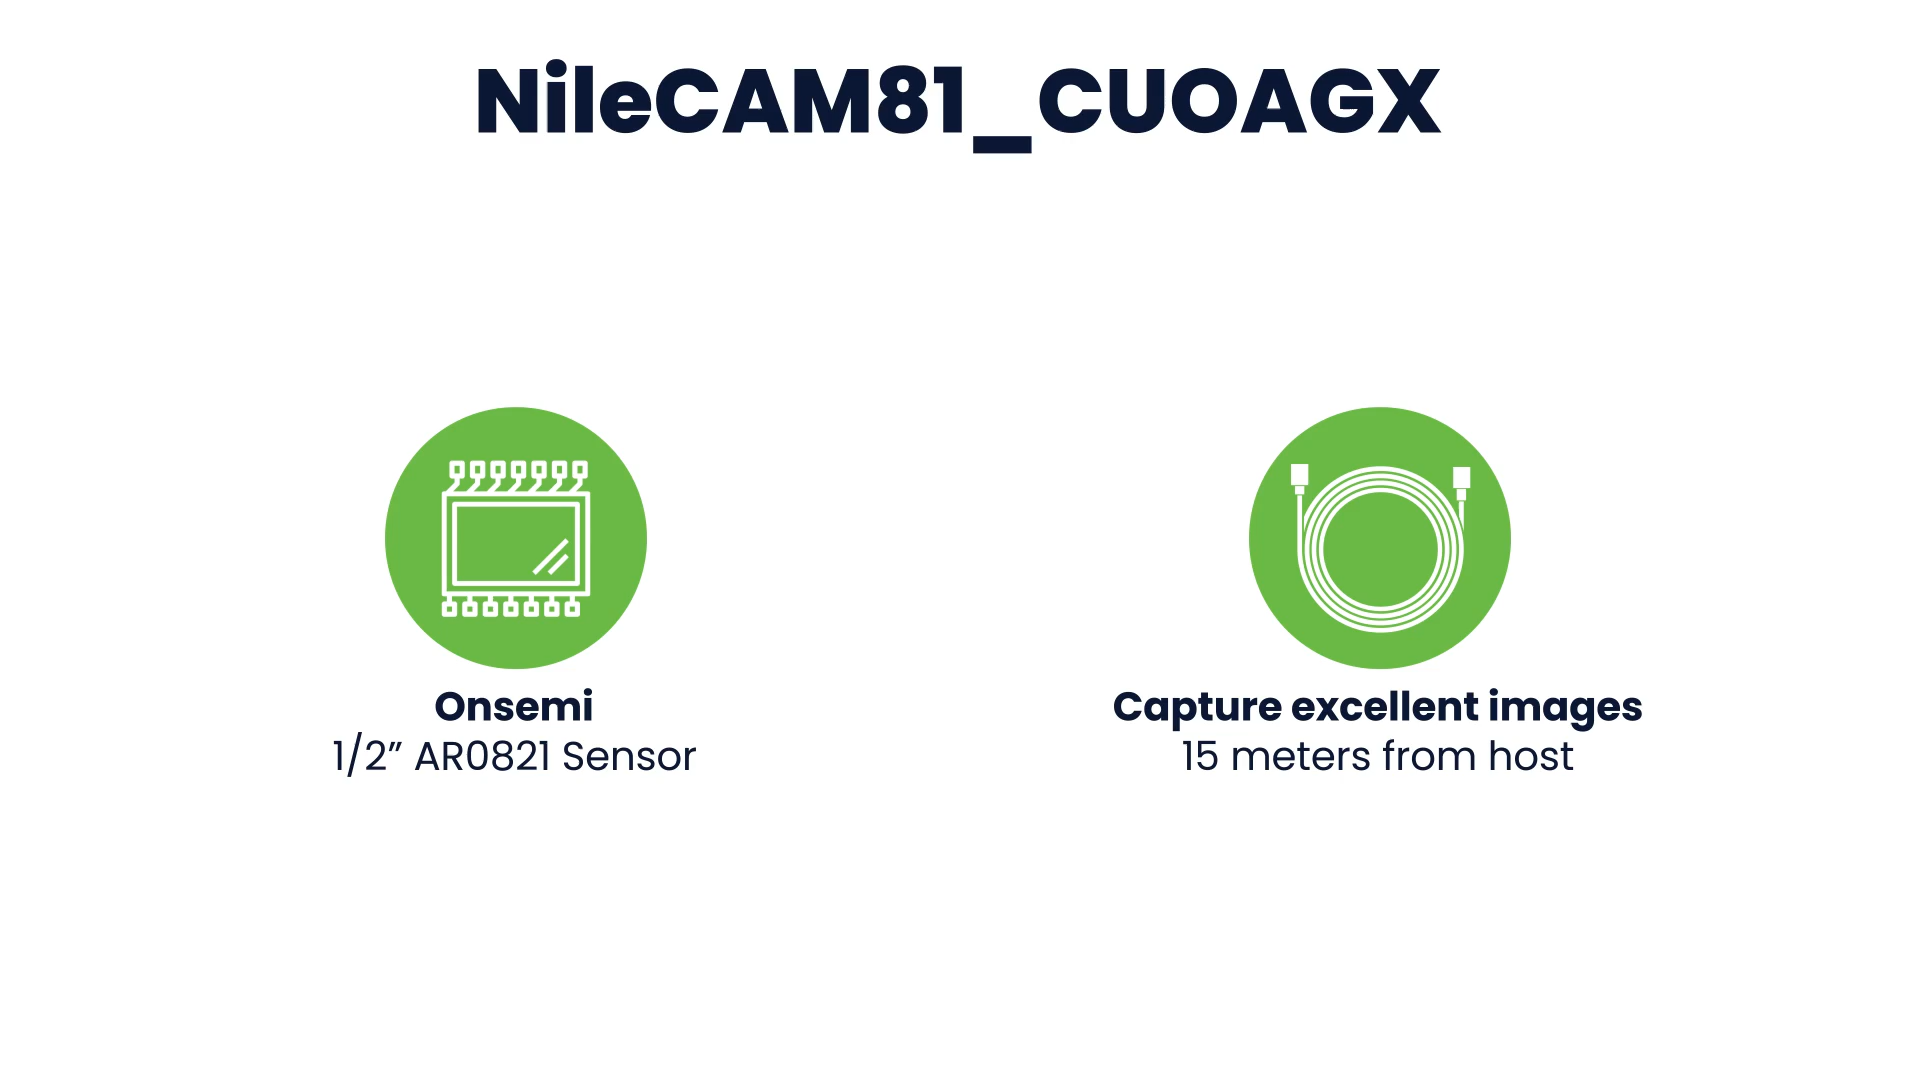 NileCAM81_CUOAGX
Onsemi
1/2” AR0821 Sensor
Capture excellent images
15 meters from host